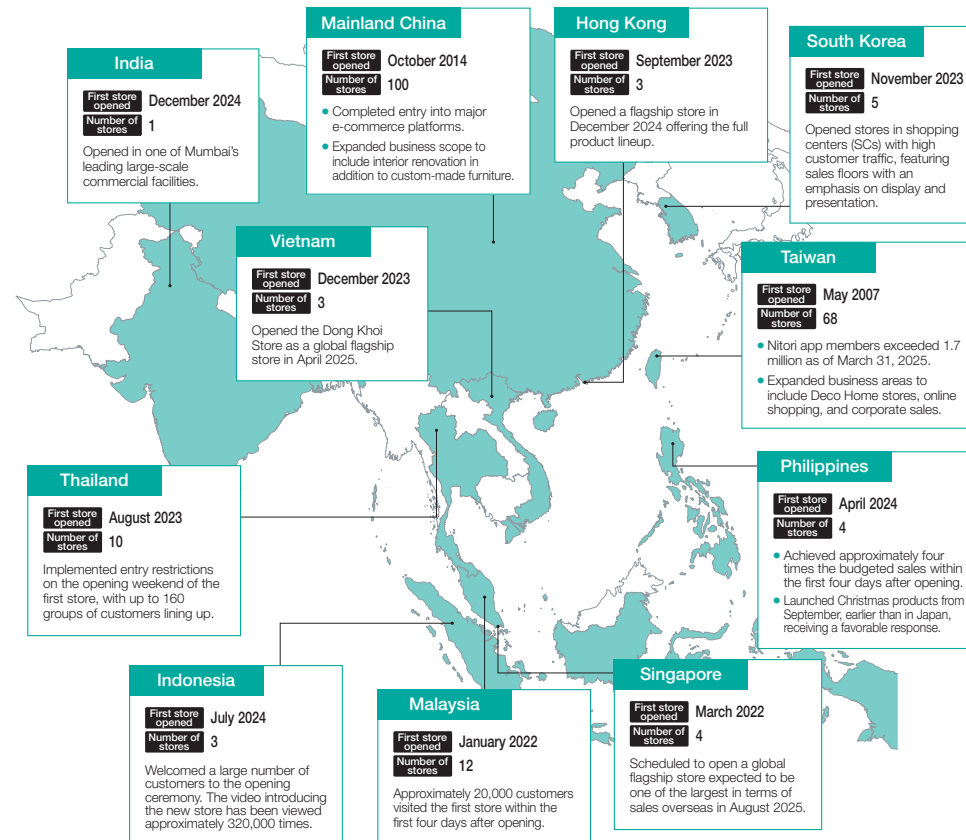 India
First store
opened
December 2024
Number of
stores
1
Opened in one of Mumbai's
leading large-scale
commercial facilities.
Mainland China
First store
opened
October 2014
Number of
stores
100
• Completed entry into major
e-commerce platforms.
• Expanded business scope to
include interior renovation in
addition to custom-made furniture.
Hong Kong
First store
opened
September 2023
Number of
stores
3
Opened a flagship store in
December 2024 offering the full
product lineup.
South Korea
First store
opened
November 2023
Number of
stores
5
Opened stores in shopping
centers (SCs) with high
customer traffic, featuring
sales floors with an
emphasis on display and
presentation.
Vietnam
First store
opened
December 2023
Number of
stores
3
Opened the Dong Khoi
Store as a global flagship
store in April 2025.
Taiwan
First store
opened
May 2007
Number of
stores
68
• Nitori app members exceeded 1.7
million as of March 31, 2025.
• Expanded business areas to
include Deco Home stores, online
shopping, and corporate sales.
Thailand
First store
opened
August 2023
Number of
stores
10
Implemented entry restrictions
on the opening weekend of the
first store, with up to 160
groups of customers lining up.
Philippines
First store
opened
April 2024
Number of
stores
4
• Achieved approximately four
times the budgeted sales within
the first four days after opening.
• Launched Christmas products from
September, earlier than in Japan,
receiving a favorable response.
Indonesia
First store
opened
July 2024
Number of
stores
3
Welcomed a large number of
customers to the opening
ceremony. The video introducing
the new store has been viewed
approximately 320,000 times.
Malaysia
First store
opened
January 2022
Number of
stores
12
Approximately 20,000 customers
visited the first store within the
first four days after opening.
Singapore
First store
opened
March 2022
Number of
stores
4
Scheduled to open a global
flagship store expected to be
one of the largest in terms of
sales overseas in August 2025.